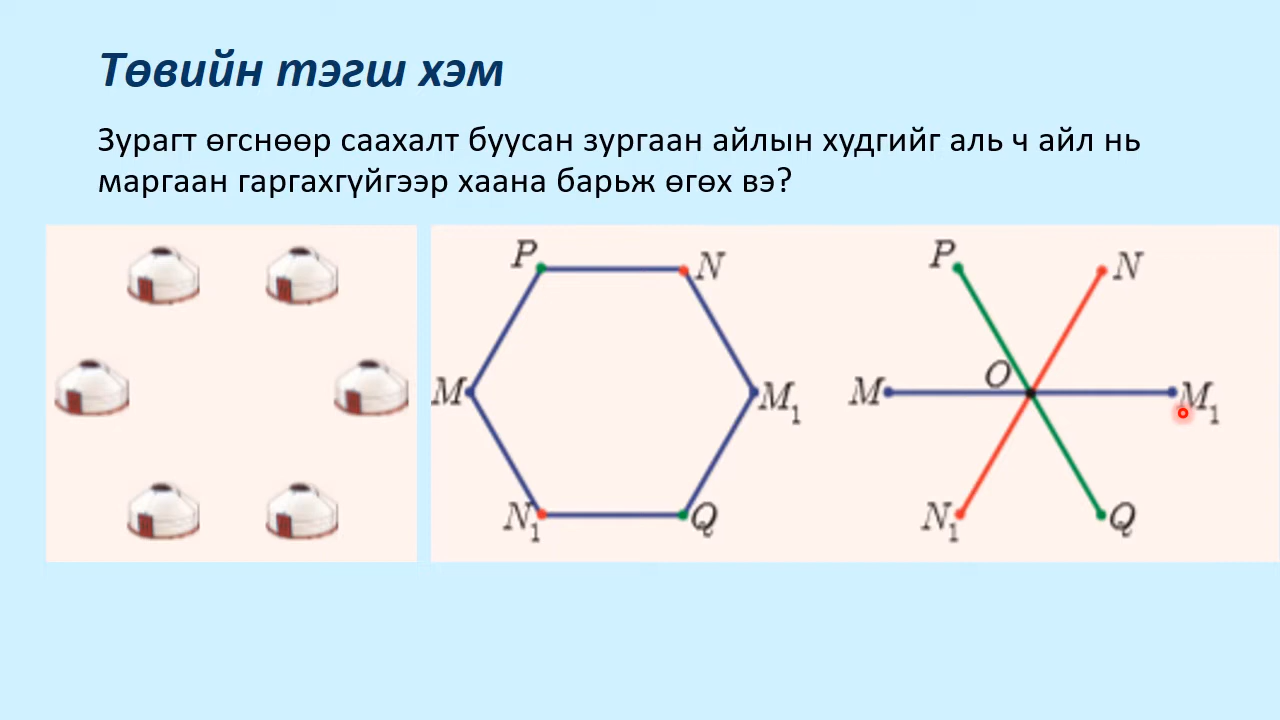 Төвийн тэгш хэм
Зурагт өгснөөр саахалт буусан зургаан айлын худгийг аль ч айл нь
маргаан гаргахгүйгээр хаана барьж өгөх вэ?
P
N
M
M₁
N₁
Q
P
N
M
O
M₁
N₁
Q